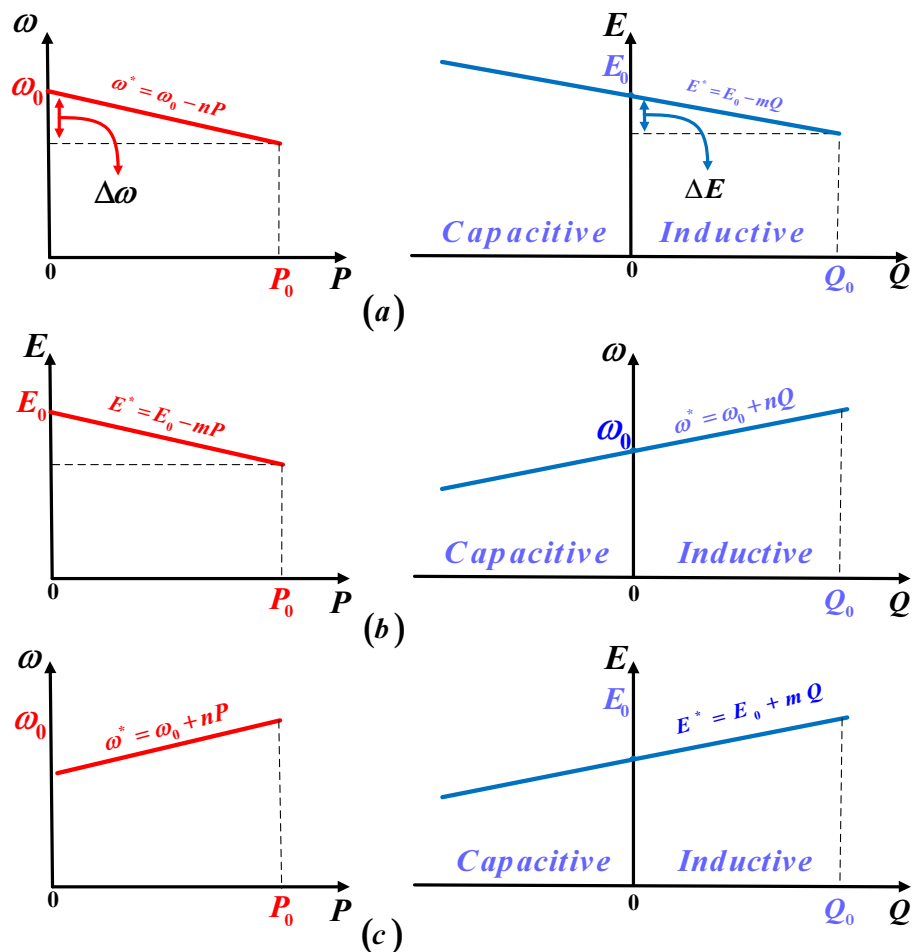 ω
E
ω₀
ω* = ω₀ − nP
E₀
E* = E₀ − mQ
Δω
ΔE
Capacitive
Inductive
0
P₀
P
0
Q₀
Q
(a)
E
ω
E₀
E* = E₀ − mP
ω₀
ω* = ω₀ + nQ
Capacitive
Inductive
0
P₀
P
0
Q₀
Q
(b)
ω
E
ω₀
ω* = ω₀ + nP
E₀
E* = E₀ + mQ
Capacitive
Inductive
0
P₀
P
0
Q₀
Q
(c)